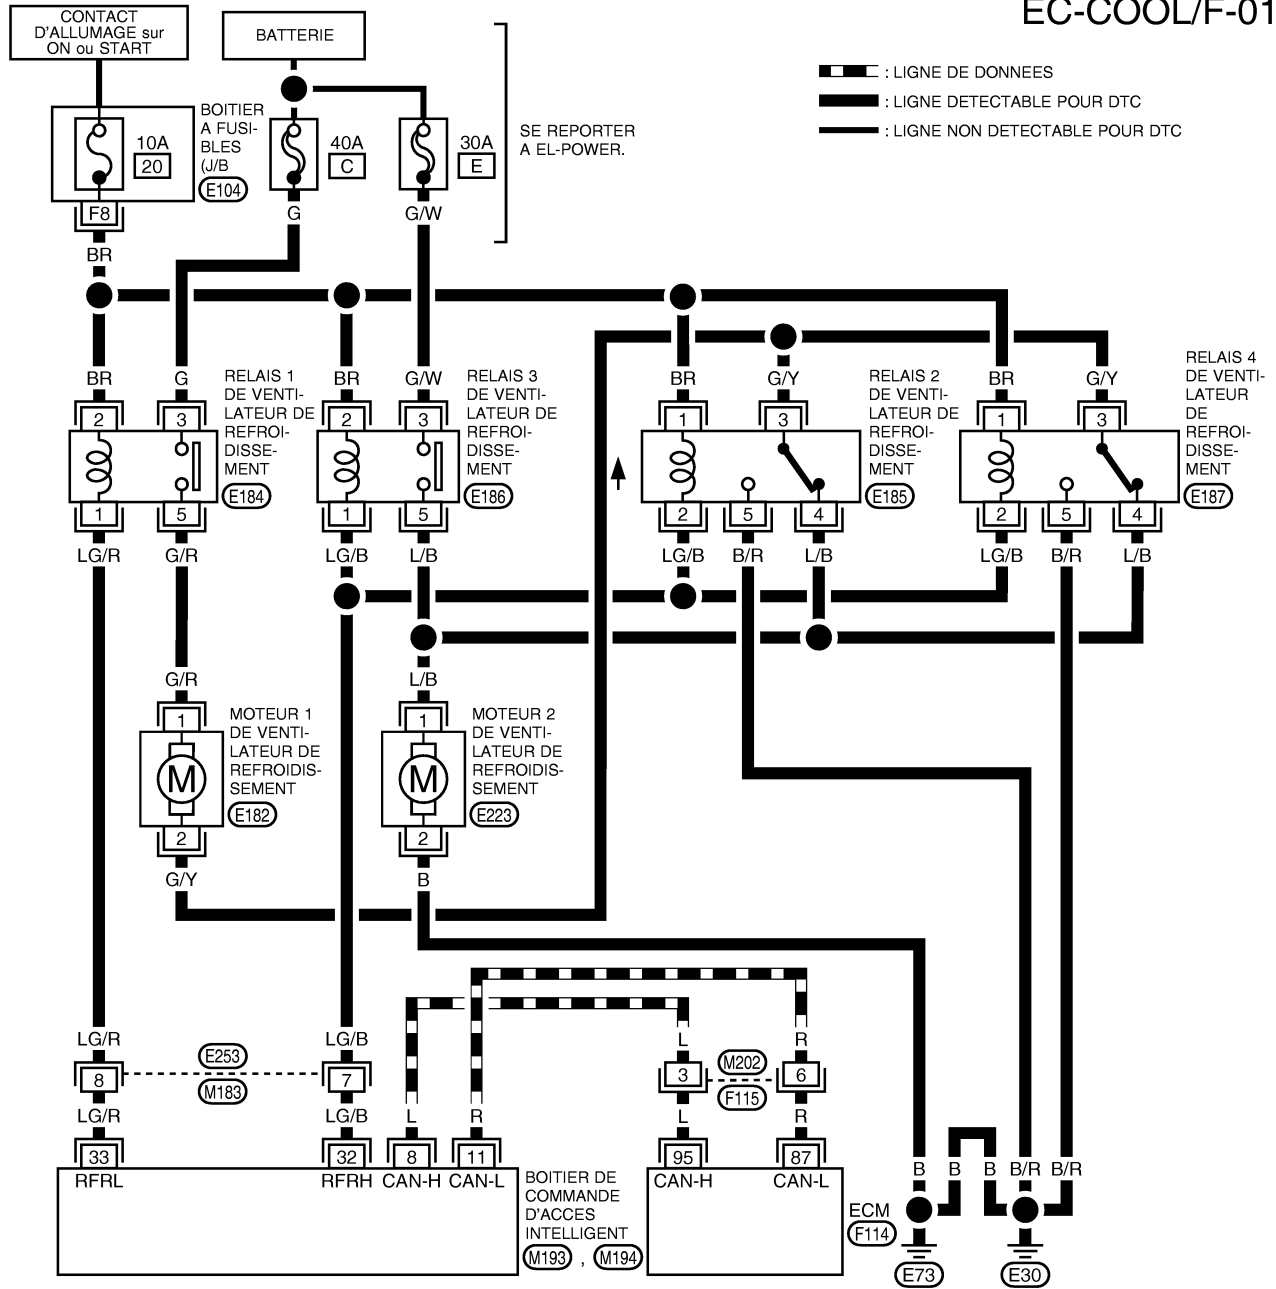 EC-COOL/F-01
CONTACT
D'ALLUMAGE sur
ON ou START
BATTERIE
: LIGNE DE DONNEES
: LIGNE DETECTABLE POUR DTC
: LIGNE NON DETECTABLE POUR DTC
10A
20
BOITIER
A FUSI-
BLES
(J/B
E104
40A
C
30A
E
SE REPORTER
A EL-POWER.
F8
G
G/W
BR
BR
G
BR
G/W
BR
G/Y
BR
G/Y
2
3
RELAIS 1
DE VENTI-
LATEUR DE
REFROI-
DISSE-
MENT
E184
1
5
2
3
RELAIS 3
DE VENTI-
LATEUR DE
REFROI-
DISSE-
MENT
E186
1
5
1
3
RELAIS 2
DE VENTI-
LATEUR DE
REFROI-
DISSE-
MENT
E185
2
5
4
1
3
RELAIS 4
DE VENTI-
LATEUR
DE
REFROI-
DISSE-
MENT
E187
2
5
4
LG/R
G/R
LG/B
L/B
LG/B
B/R
L/B
LG/B
B/R
L/B
G/R
L/B
1
M
2
MOTEUR 1
DE VENTI-
LATEUR DE
REFROIDIS-
SEMENT
E182
1
M
2
MOTEUR 2
DE VENTI-
LATEUR DE
REFROIDIS-
SEMENT
E223
G/Y
B
LG/R
LG/B
L
R
8
E253
M183
7
3
M202
F115
6
LG/R
LG/B
L
R
L
R
33
32
8
11
95
87
RFRL
RFRH
CAN-H
CAN-L
CAN-H
CAN-L
BOITIER DE
COMMANDE
D'ACCES
INTELLIGENT
M193 , M194
ECM
F114
B
B
B
B/R
B/R
E73
E30